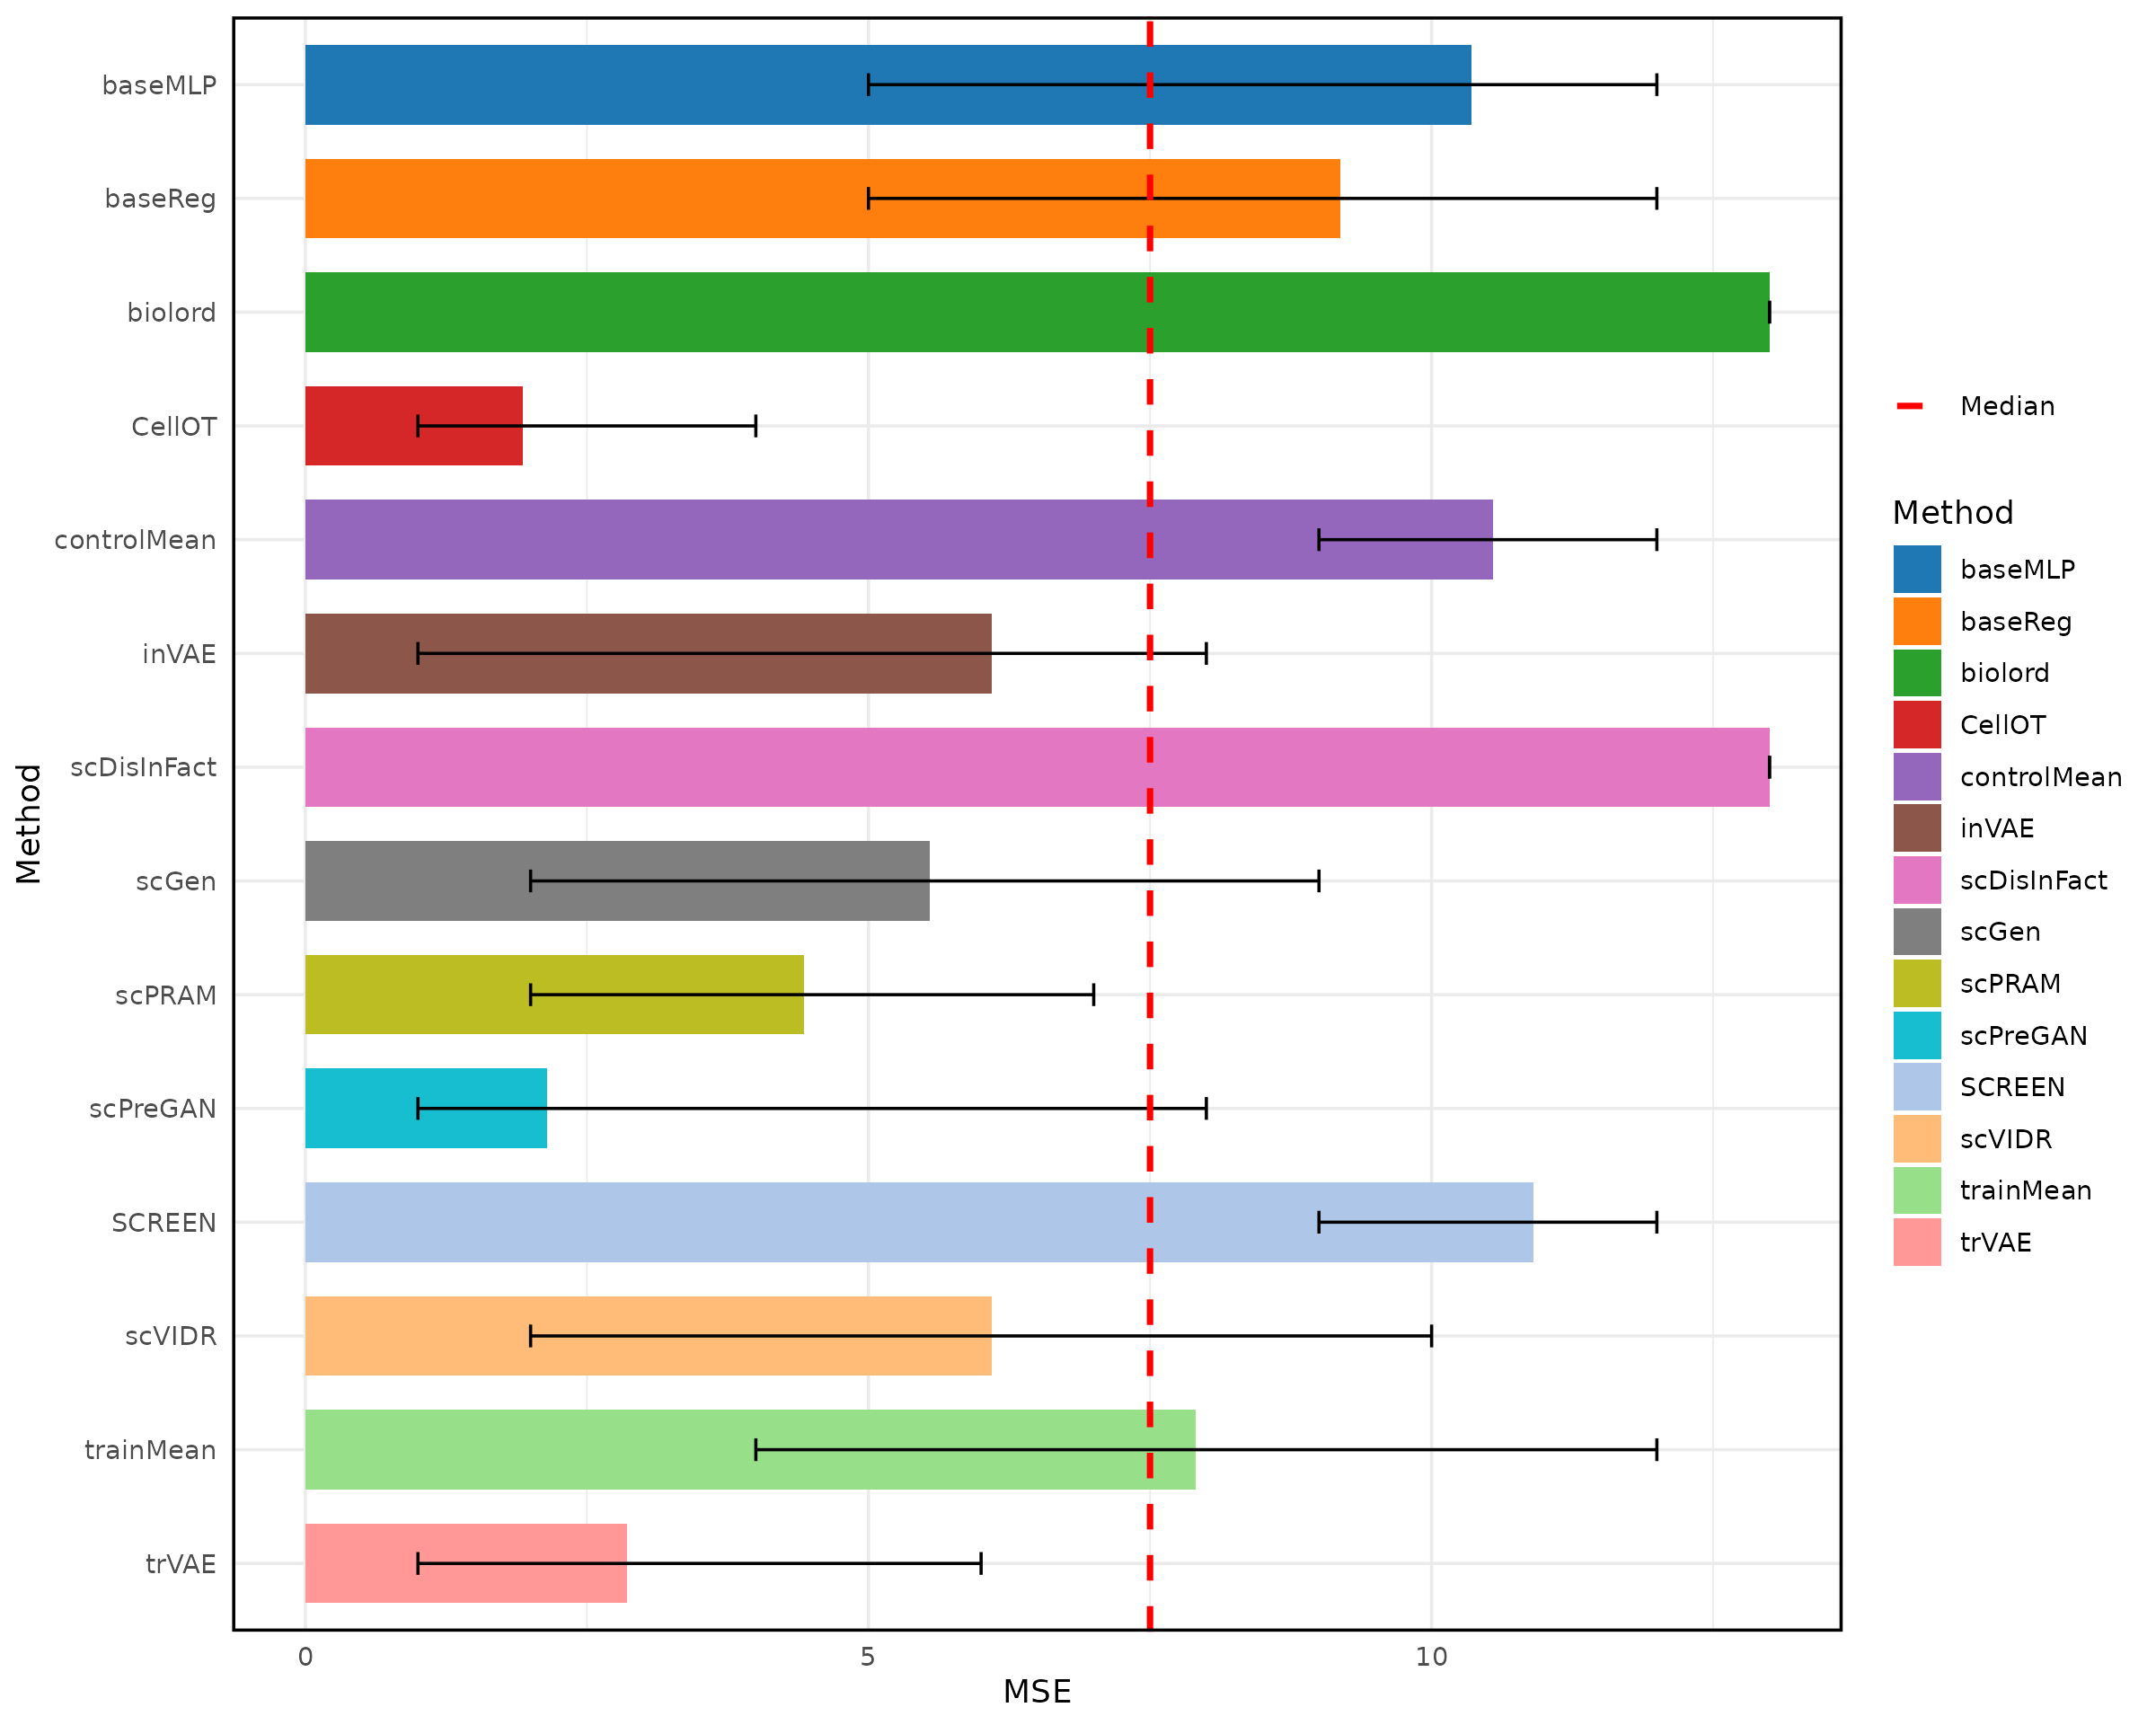 baseMLP
baseReg
biolord
CellOT
controlMean
inVAE
scDisInFact
scGen
scPRAM
scPreGAN
SCREEN
scVIDR
trainMean
trVAE
Method
0 5 10
MSE
Median
Method
baseMLP
baseReg
biolord
CellOT
controlMean
inVAE
scDisInFact
scGen
scPRAM
scPreGAN
SCREEN
scVIDR
trainMean
trVAE